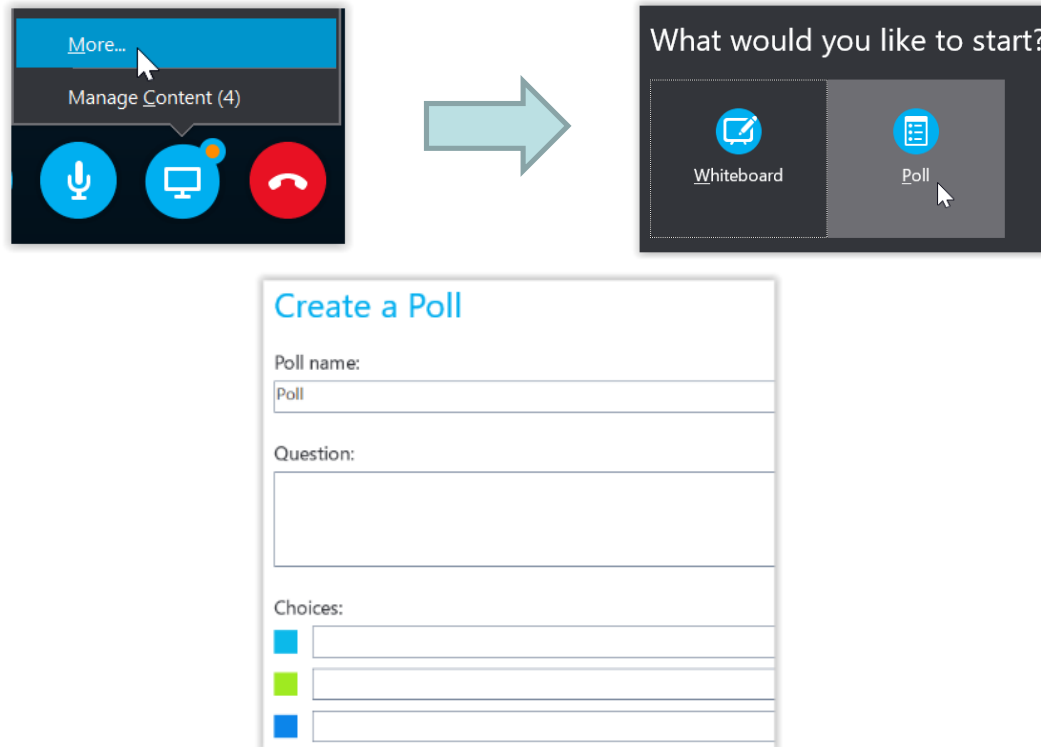 More...
Manage Content (4)
What would you like to start?
Whiteboard
Poll
Create a Poll
Poll name:
Poll
Question:
Choices: